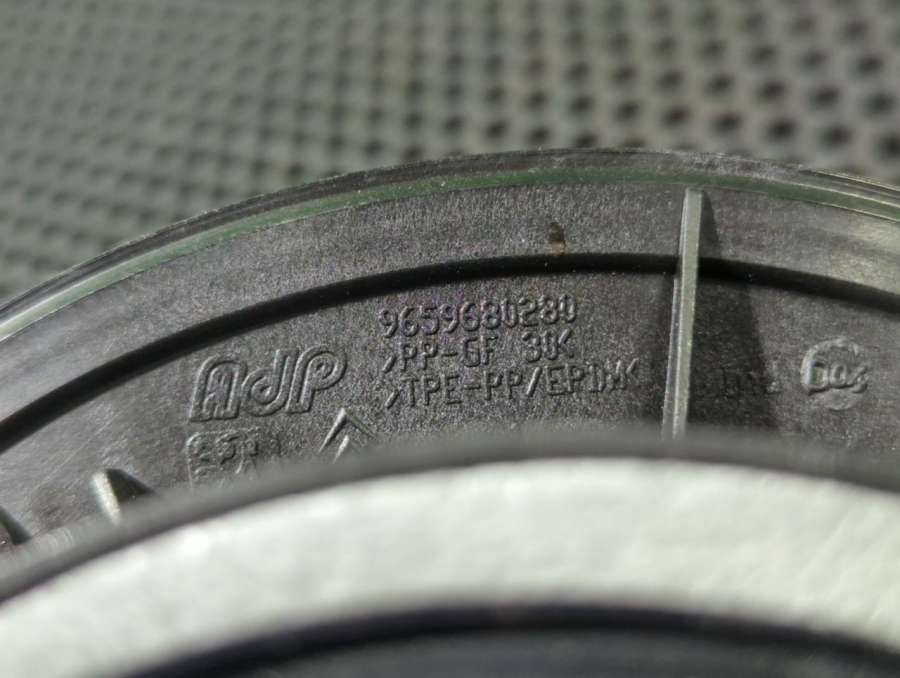 9659680280
>PP-GF 30<
>TPE-PP/EPDM<
AdP